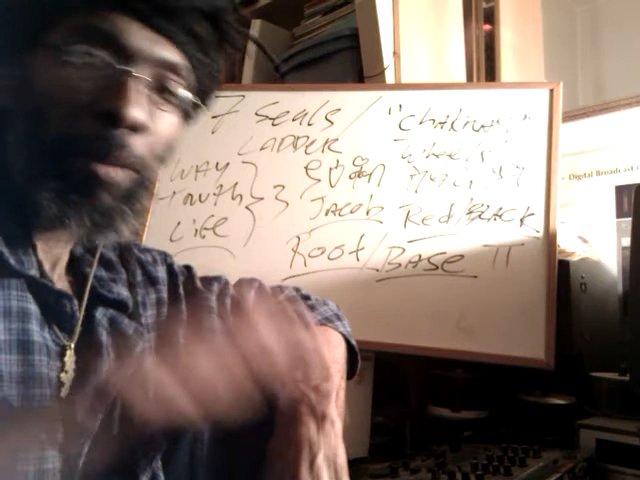 7 Seals / "chakras"
LADDER "Wheels"
WAY
TRUTH } 3
LIFE
JACOB Red/BLACK
Root/BASE
Digital Broadcast